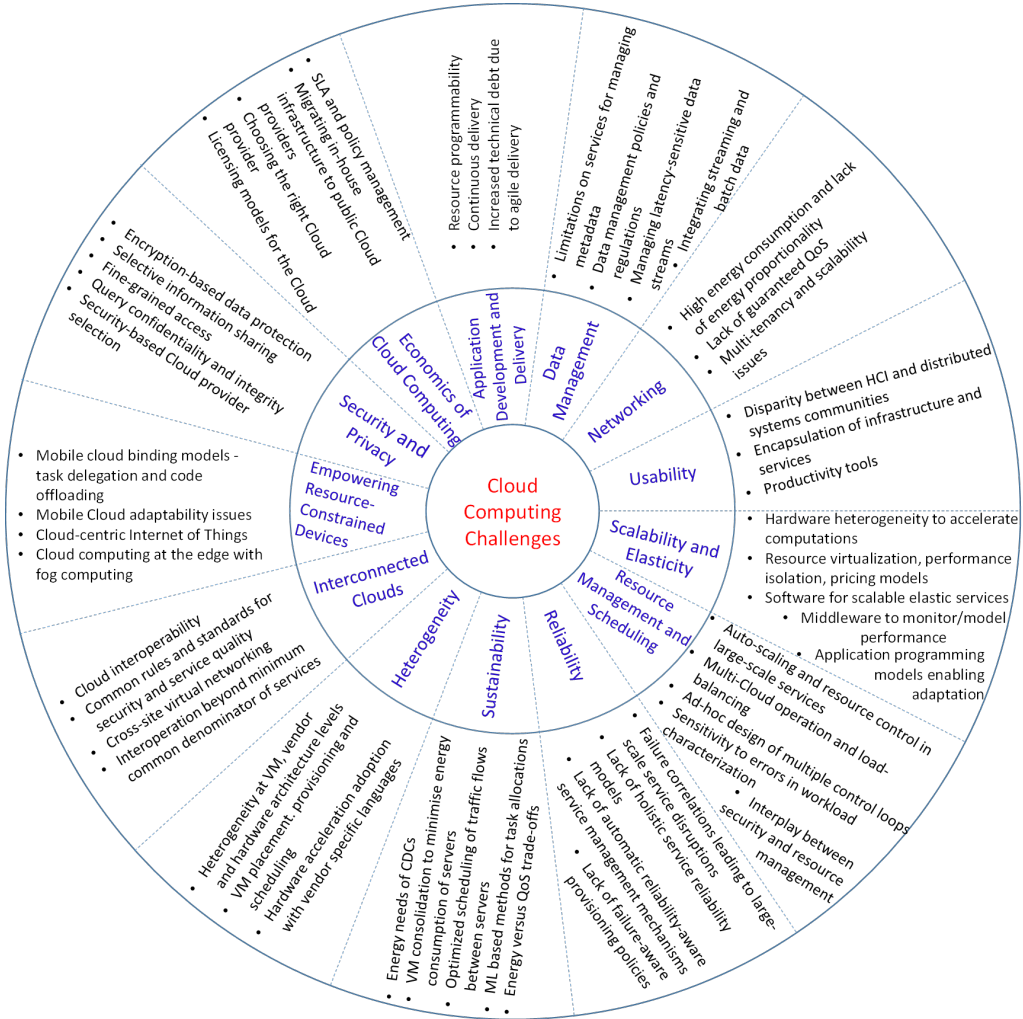 Cloud
Computing
Challenges
Application
Development and
Delivery
• Resource programmability
• Continuous delivery
• Increased technical debt due
to agile delivery
Data
Management
• Limitations on services for managing
metadata
• Data management policies and
regulations
• Managing latency-sensitive data
streams
• Integrating streaming and
batch data
Networking
• High energy consumption and lack
of energy proportionality
• Lack of guaranteed QoS
• Multi-tenancy and scalability
issues
Usability
• Disparity between HCI and distributed
systems communities
• Encapsulation of infrastructure and
services
• Productivity tools
Scalability and
Elasticity
• Hardware heterogeneity to accelerate
computations
• Resource virtualization, performance
isolation, pricing models
• Software for scalable elastic services
• Middleware to monitor/model
performance
• Application programming
models enabling
adaptation
Resource
Management and
Scheduling
• Auto-scaling and resource control in
large-scale services
• Multi-Cloud operation and load-
balancing
• Ad-hoc design of multiple control loops
• Sensitivity to errors in workload
characterization
• Interplay between
security and resource
management
Reliability
• Failure correlations leading to large-
scale service disruptions
• Lack of holistic service reliability
models
• Lack of automatic reliability-aware
service management mechanisms
• Lack of failure-aware
provisioning policies
Sustainability
• Energy needs of CDCs
• VM consolidation to minimise energy
consumption of servers
• Optimized scheduling of traffic flows
between servers
• ML based methods for task allocations
• Energy versus QoS trade-offs
Heterogeneity
• Heterogeneity at VM, vendor
and hardware architecture levels
• VM placement, provisioning and
scheduling
• Hardware acceleration adoption
with vendor specific languages
Interconnected
Clouds
• Cloud interoperability
• Common rules and standards for
security and service quality
• Cross-site virtual networking
• Interoperation beyond minimum
common denominator of services
Empowering
Resource-
Constrained
Devices
• Mobile cloud binding models -
task delegation and code
offloading
• Mobile Cloud adaptability issues
• Cloud-centric Internet of Things
• Cloud computing at the edge with
fog computing
Security and
Privacy
• Encryption-based data protection
• Selective information sharing
• Fine-grained access
• Query confidentiality and integrity
• Security-based Cloud provider
selection
Economics of
Cloud Computing
• SLA and policy management
• Migrating in-house
infrastructure to public Cloud
providers
• Choosing the right Cloud
provider
• Licensing models for the Cloud